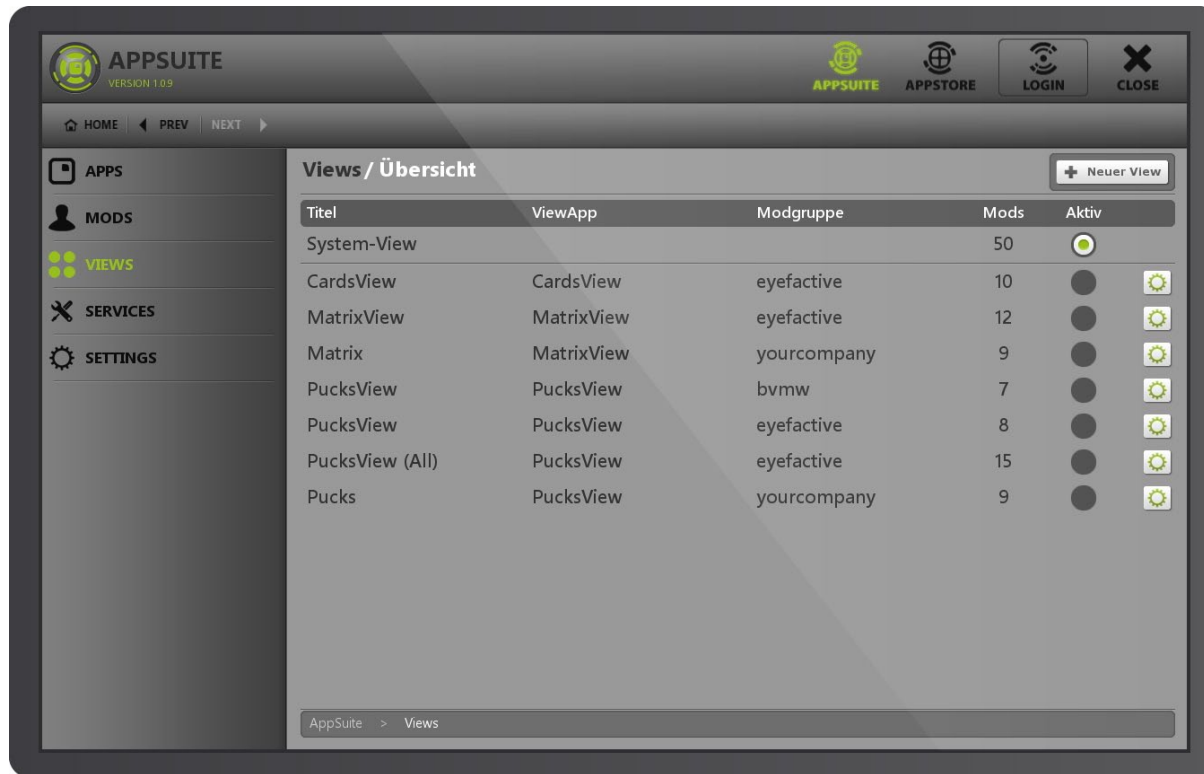 APPSUITE
VERSION 1.0.9
APPSUITE APPSTORE LOGIN CLOSE
HOME PREV NEXT
APPS
MODS
VIEWS
SERVICES
SETTINGS
Views / Übersicht
Neuer View
Titel ViewApp Modgruppe Mods Aktiv
System-View 50
CardsView CardsView eyefactive 10
MatrixView MatrixView eyefactive 12
Matrix MatrixView yourcompany 9
PucksView PucksView bvmw 7
PucksView PucksView eyefactive 8
PucksView (All) PucksView eyefactive 15
Pucks PucksView yourcompany 9
AppSuite > Views